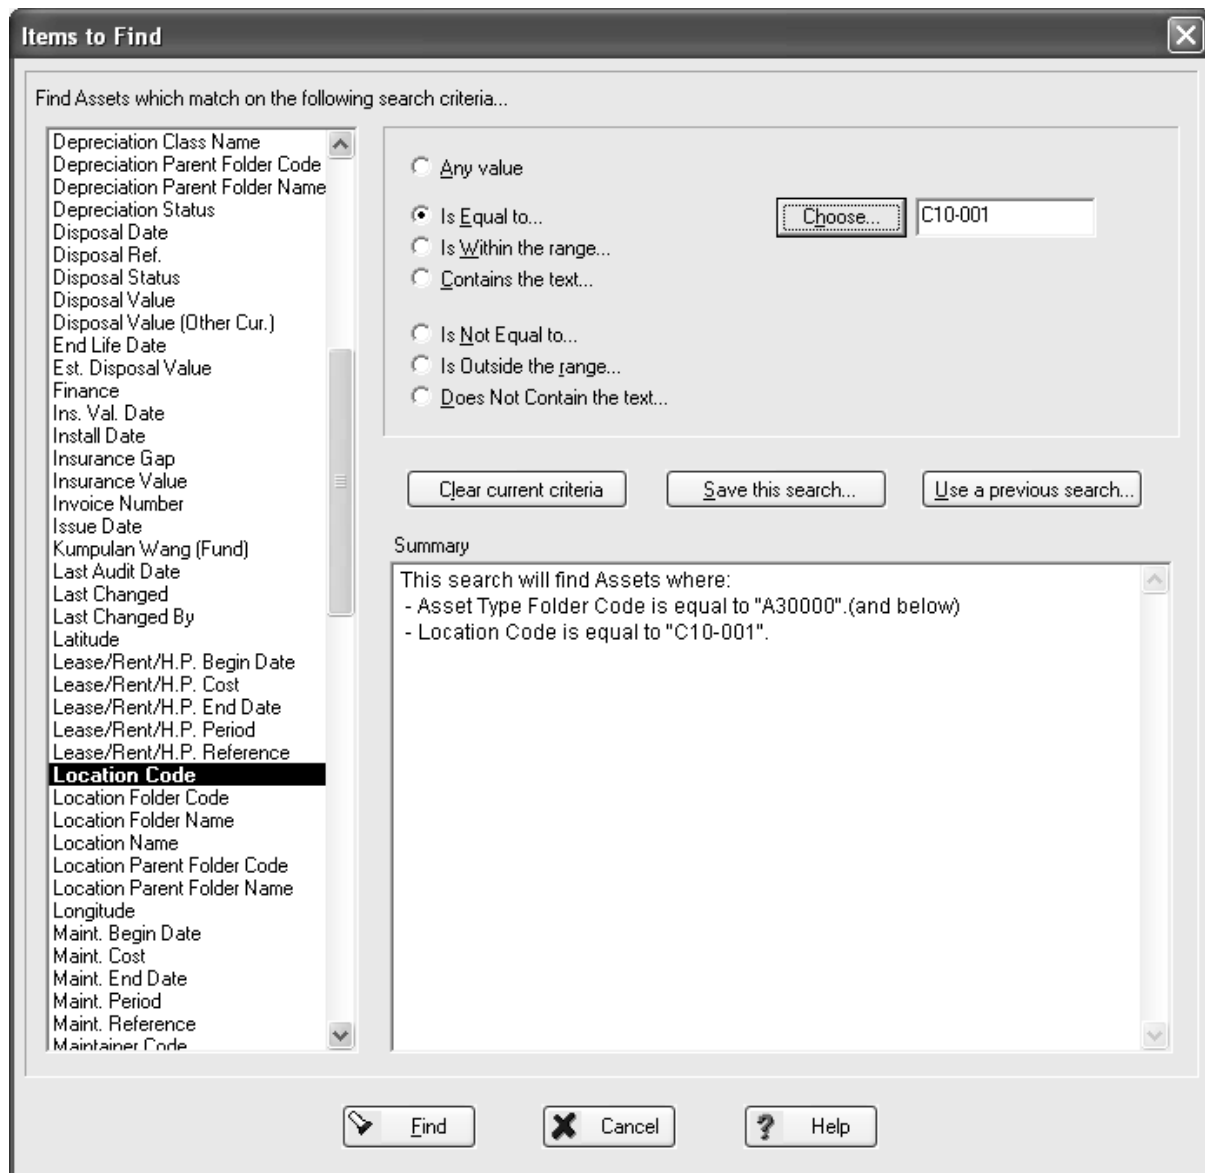 Items to Find
Find Assets which match on the following search criteria...
Depreciation Class Name
Depreciation Parent Folder Code
Depreciation Parent Folder Name
Depreciation Status
Disposal Date
Disposal Ref.
Disposal Status
Disposal Value
Disposal Value (Other Cur.)
End Life Date
Est. Disposal Value
Finance
Ins. Val. Date
Install Date
Insurance Gap
Insurance Value
Invoice Number
Issue Date
Kumpulan Wang (Fund)
Last Audit Date
Last Changed
Last Changed By
Latitude
Lease/Rent/H.P. Begin Date
Lease/Rent/H.P. Cost
Lease/Rent/H.P. End Date
Lease/Rent/H.P. Period
Lease/Rent/H.P. Reference
Location Code
Location Folder Code
Location Folder Name
Location Name
Location Parent Folder Code
Location Parent Folder Name
Longitude
Maint. Begin Date
Maint. Cost
Maint. End Date
Maint. Period
Maint. Reference
Maintainer Code
Any value
Is Equal to...
Choose...
C10-001
Is Within the range...
Contains the text...
Is Not Equal to...
Is Outside the range...
Does Not Contain the text...
Clear current criteria
Save this search...
Use a previous search...
Summary
This search will find Assets where:
- Asset Type Folder Code is equal to "A30000".(and below)
- Location Code is equal to "C10-001".
Find
Cancel
Help